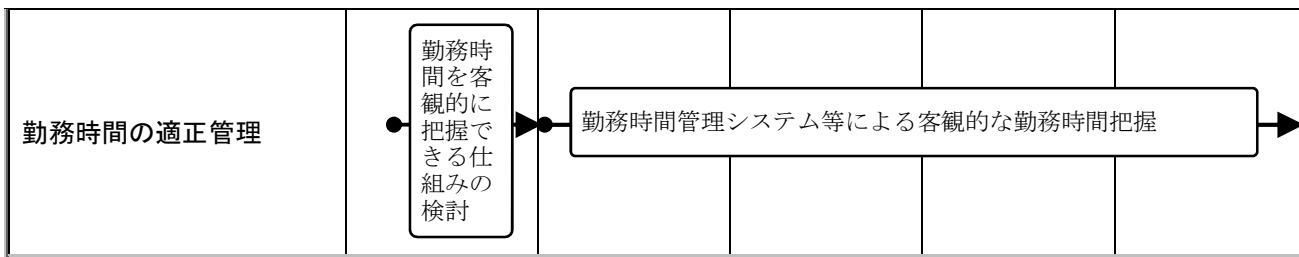 勤務時間の適正管理
勤務時
間を客
観的に
把握で
きる仕
組みの
検討
勤務時間管理システム等による客観的な勤務時間把握